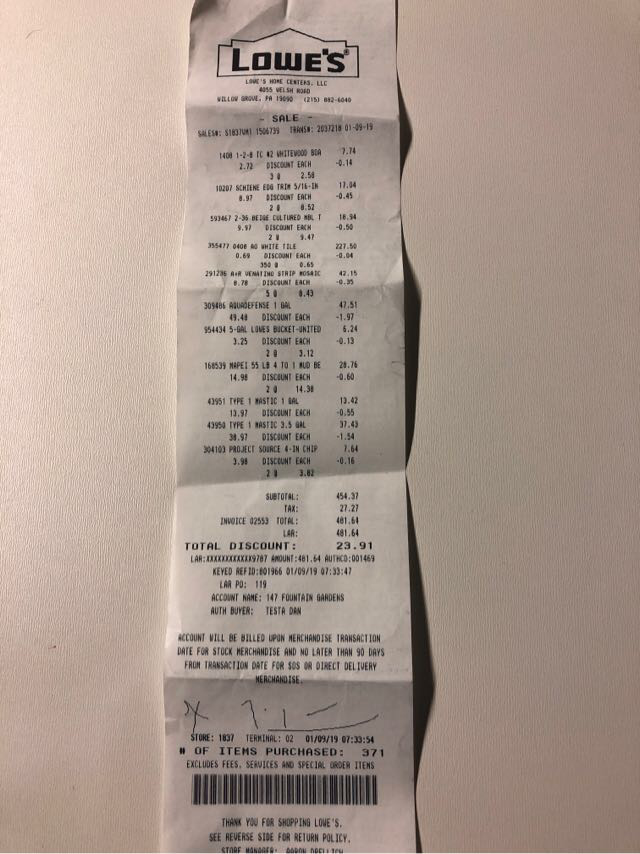 LOWE'S®
LOWE'S HOME CENTERS, LLC
4055 WELSH ROAD
WILLOW GROVE, PA 19090 (215) 882-6040
- SALE -
SALES#: S1837VM1 1506739 TRANS#: 2037218 01-09-19
1408 1-2-8 TC #2 WHITEWOOD BOA 7.74
2.72 DISCOUNT EACH -0.14
3 @ 2.58
10207 SCHIENE EDG TRIM 5/16-IN 17.04
8.97 DISCOUNT EACH -0.45
2 @ 8.52
593467 2-36 BEIGE CULTURED MBL T 18.94
9.97 DISCOUNT EACH -0.50
2 @ 9.47
355477 0408 AO WHITE TILE 227.50
0.69 DISCOUNT EACH -0.04
350 @ 0.65
291286 A+R VENATINO STRIP MOSAIC 42.15
8.78 DISCOUNT EACH -0.35
5 @ 8.43
309486 AQUADEFENSE 1 GAL 47.51
49.48 DISCOUNT EACH -1.97
954434 5-GAL LOWES BUCKET-UNITED 6.24
3.25 DISCOUNT EACH -0.13
2 @ 3.12
168539 MAPEI 55 LB 4 TO 1 MUD BE 28.76
14.98 DISCOUNT EACH -0.60
2 @ 14.38
43951 TYPE 1 MASTIC 1 GAL 13.42
13.97 DISCOUNT EACH -0.55
43950 TYPE 1 MASTIC 3.5 GAL 37.43
38.97 DISCOUNT EACH -1.54
304103 PROJECT SOURCE 4-IN CHIP 7.64
3.98 DISCOUNT EACH -0.16
2 @ 3.82
SUBTOTAL: 454.37
TAX: 27.27
INVOICE 02553 TOTAL: 481.64
LAR: 481.64
TOTAL DISCOUNT: 23.91
LAR:XXXXXXXXXXXX9787 AMOUNT:481.64 AUTHCD:001469
KEYED REFID:801966 01/09/19 07:33:47
LAR PO: 119
ACCOUNT NAME: 147 FOUNTAIN GARDENS
AUTH BUYER: TESTA DAN
ACCOUNT WILL BE BILLED UPON MERCHANDISE TRANSACTION
DATE FOR STOCK MERCHANDISE AND NO LATER THAN 90 DAYS
FROM TRANSACTION DATE FOR SOS OR DIRECT DELIVERY
MERCHANDISE.
X
STORE: 1837 TERMINAL: 02 01/09/19 07:33:54
# OF ITEMS PURCHASED: 371
EXCLUDES FEES, SERVICES AND SPECIAL ORDER ITEMS
THANK YOU FOR SHOPPING LOWE'S.
SEE REVERSE SIDE FOR RETURN POLICY.
STORE MANAGER: